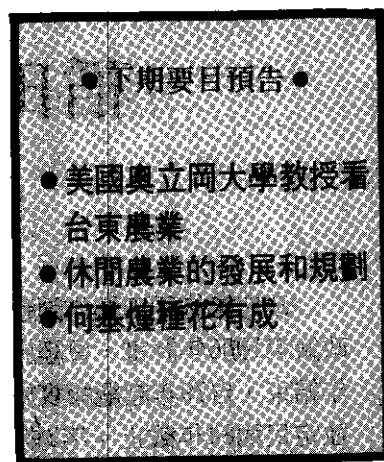 ●下期要目預告●
●美國奧立岡大學教授看
台東農業
●休閒農業的發展和規劃
●何基煌種花有成